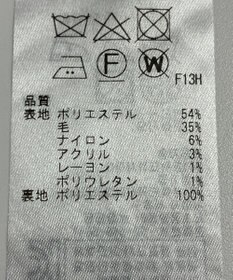 F
W
F13H
品質
表地 ポリエステル 54%
毛 35%
ナイロン 6%
アクリル 3%
レーヨン 1%
ポリウレタン 1%
裏地 ポリエステル 100%